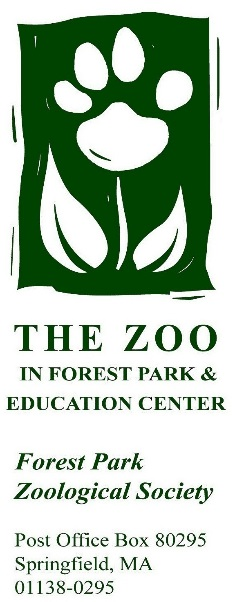 THE ZOO
IN FOREST PARK &
EDUCATION CENTER
Forest Park
Zoological Society
Post Office Box 80295
Springfield, MA
01138-0295